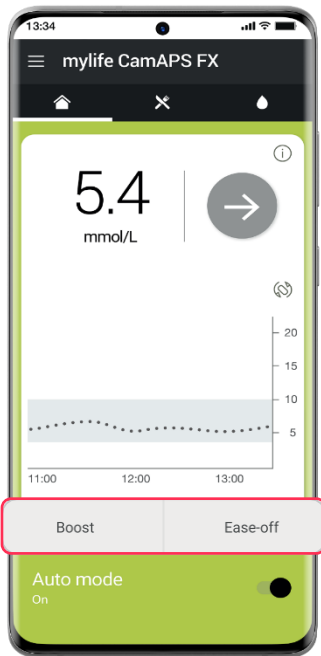 13:34
mylife CamAPS FX
5.4
mmol/L
20
15
10
5
11:00 12:00 13:00
Boost Ease-off
Auto mode
On